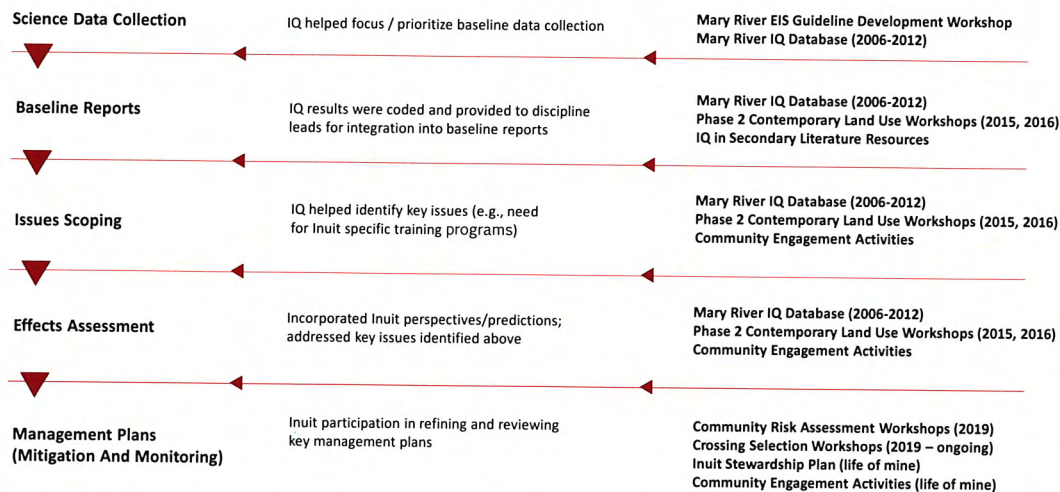 Science Data Collection
IQ helped focus / prioritize baseline data collection
Mary River EIS Guideline Development Workshop
Mary River IQ Database (2006-2012)
Baseline Reports
IQ results were coded and provided to discipline
leads for integration into baseline reports
Mary River IQ Database (2006-2012)
Phase 2 Contemporary Land Use Workshops (2015, 2016)
IQ in Secondary Literature Resources
Issues Scoping
IQ helped identify key issues (e.g., need
for Inuit specific training programs)
Mary River IQ Database (2006-2012)
Phase 2 Contemporary Land Use Workshops (2015, 2016)
Community Engagement Activities
Effects Assessment
Incorporated Inuit perspectives/predictions;
addressed key issues identified above
Mary River IQ Database (2006-2012)
Phase 2 Contemporary Land Use Workshops (2015, 2016)
Community Engagement Activities
Management Plans
(Mitigation And Monitoring)
Inuit participation in refining and reviewing
key management plans
Community Risk Assessment Workshops (2019)
Crossing Selection Workshops (2019 – ongoing)
Inuit Stewardship Plan (life of mine)
Community Engagement Activities (life of mine)